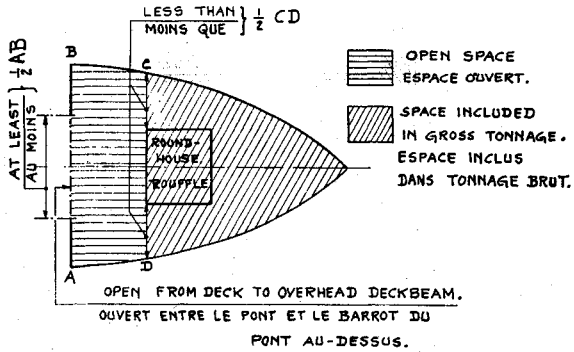 LESS THAN
MOINS QUE } 1/2 CD
B
C
AT LEAST
AU MOINS } 1/2 AB
ROUND-
HOUSE
ROUFFLE
A
D
OPEN SPACE
ESPACE OUVERT.
SPACE INCLUDED
IN GROSS TONNAGE.
ESPACE INCLUS
DANS TONNAGE BRUT.
OPEN FROM DECK TO OVERHEAD DECKBEAM.
OUVERT ENTRE LE PONT ET LE BARROT DU
PONT AU-DESSUS.